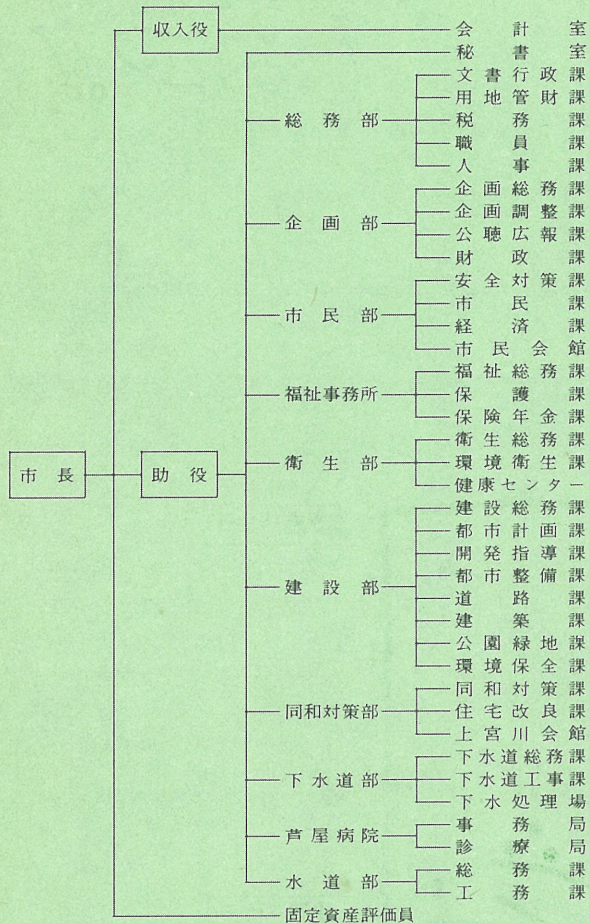 収入役
会計室
秘書室
文書行政課
用地管財課
総務部
税務課
職員課
人事課
企画総務課
企画部
企画調整課
公聴広報課
財政課
安全対策課
市民部
市民課
経済課
市民会館
福祉総務課
福祉事務所
保護課
保険年金課
衛生総務課
市長
助役
衛生部
環境衛生課
健康センター
建設総務課
都市計画課
開発指導課
建設部
都市整備課
道路課
建築課
公園緑地課
環境保全課
同和対策課
同和対策部
住宅改良課
上宮川会館
下水道総務課
下水道部
下水道工事課
下水処理場
芦屋病院
事務局
診療局
水道部
総務課
工務課
固定資産評価員